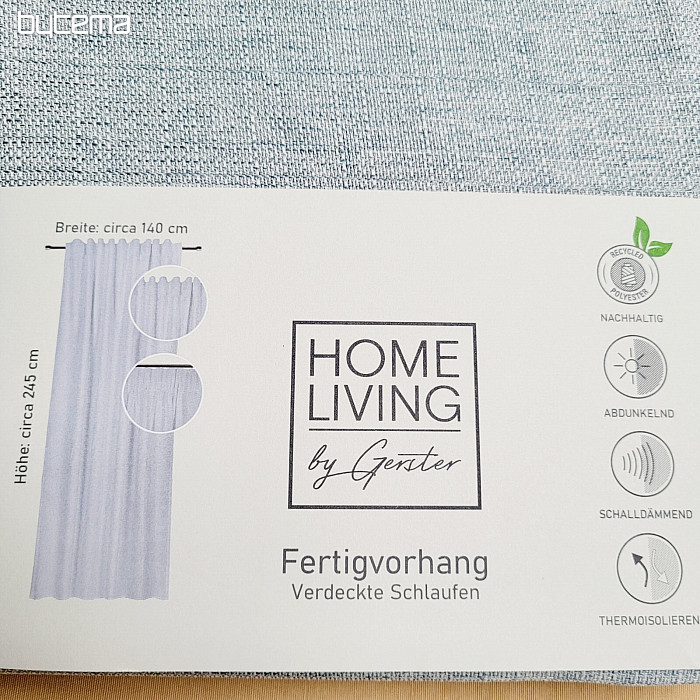 bucema
Breite: circa 140 cm
Höhe: circa 245 cm
HOME
LIVING
by Gerster
Fertigvorhang
Verdeckte Schlaufen
RECYCLED
POLYESTER
NACHHALTIG
ABDUNKELND
SCHALLDÄMMEND
THERMOISOLIEREN